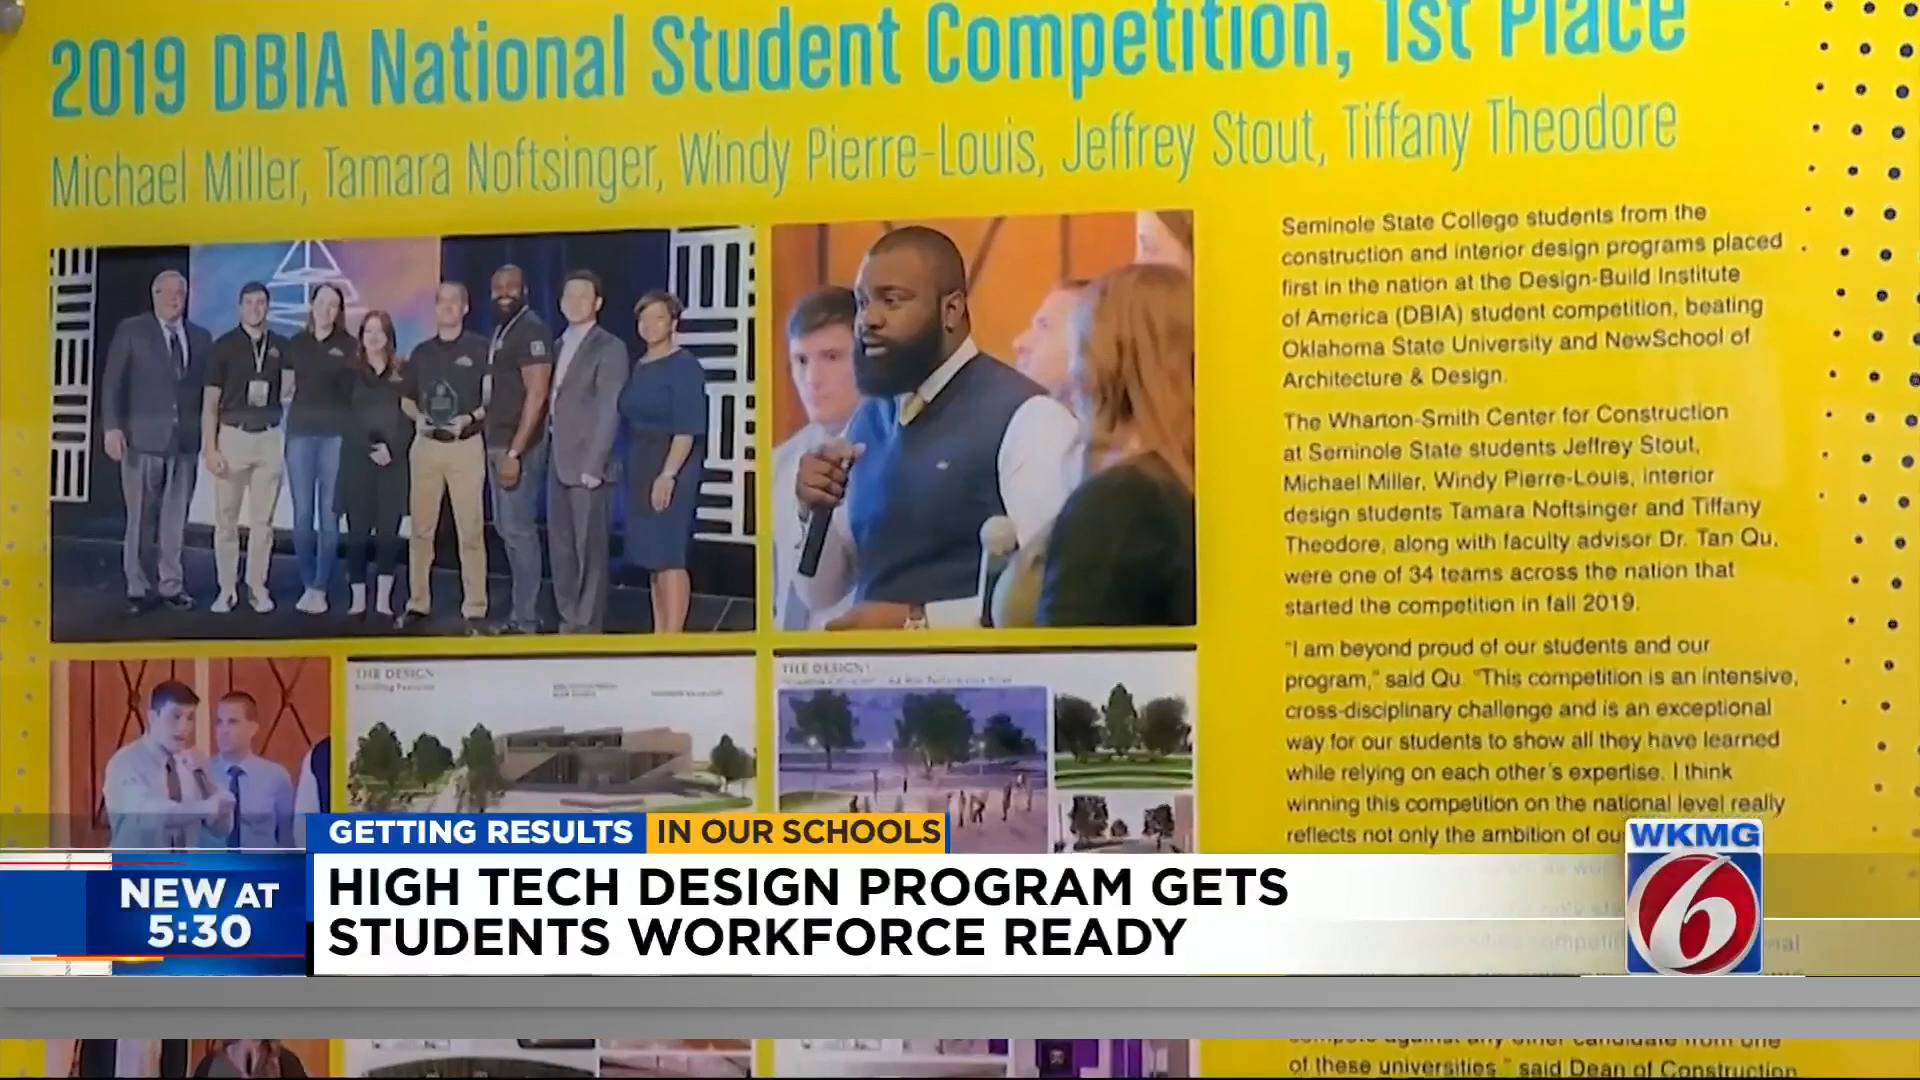 2019 DBIA National Student Competition, 1st Place
Michael Miller, Tamara Noftsinger, Windy Pierre-Louis, Jeffrey Stout, Tiffany Theodore
Seminole State College students from the
construction and interior design programs placed
first in the nation at the Design-Build Institute
of America (DBIA) student competition, beating
Oklahoma State University and NewSchool of
Architecture & Design.
The Wharton-Smith Center for Construction
at Seminole State students Jeffrey Stout,
Michael Miller, Windy Pierre-Louis, interior
design students Tamara Noftsinger and Tiffany
Theodore, along with faculty advisor Dr. Tan Qu,
were one of 34 teams across the nation that
started the competition in fall 2019.
"I am beyond proud of our students and our
program," said Qu. "This competition is an intensive,
cross-disciplinary challenge and is an exceptional
way for our students to show all they have learned
while relying on each other's expertise. I think
winning this competition on the national level really
reflects not only the ambition of ou
THE DESIGN
Building Features
THE DESIGN
GETTING RESULTS IN OUR SCHOOLS
NEW AT
5:30
HIGH TECH DESIGN PROGRAM GETS
STUDENTS WORKFORCE READY
WKMG
6
compete against any other candidate from one
of these universities," said Dean of Construction